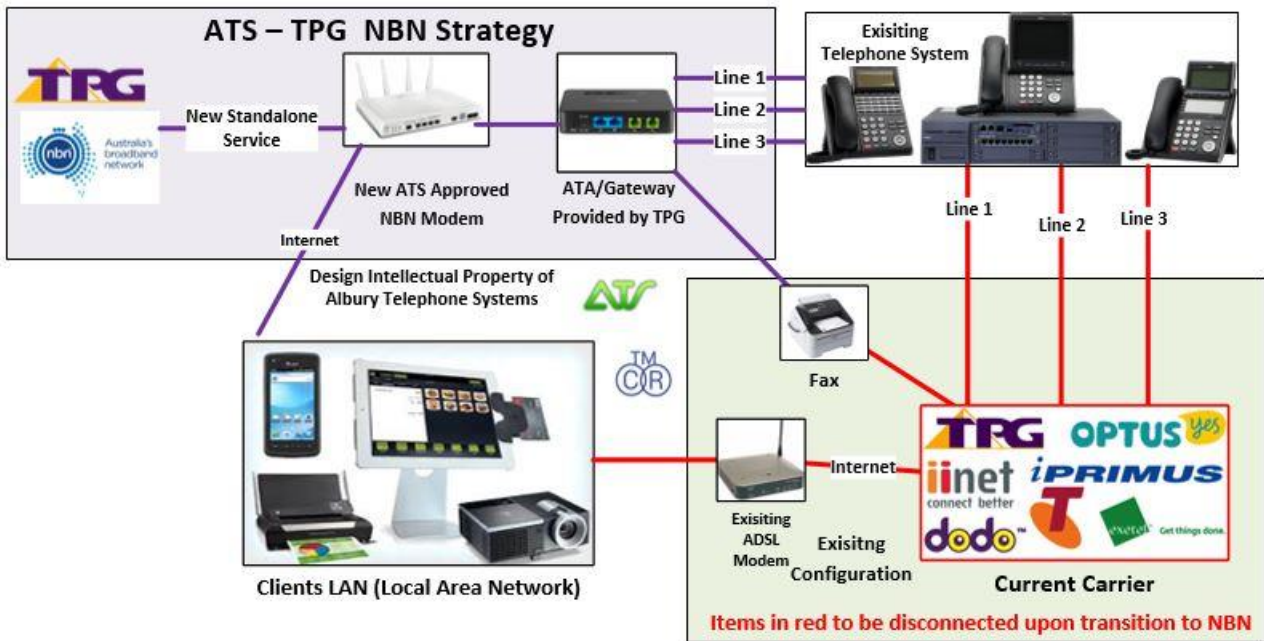 ATS – TPG NBN Strategy
TPG
nbn
Australia's
broadband
network
New Standalone
Service
New ATS Approved
NBN Modem
ATA/Gateway
Provided by TPG
Line 1
Line 2
Line 3
Exisiting
Telephone System
Line 1
Line 2
Line 3
Internet
Design Intellectual Property of
Albury Telephone Systems
ATS
TM
C R
Clients LAN (Local Area Network)
Fax
Exisiting
ADSL
Modem
Internet
Exisitng
Configuration
TPG
OPTUS yes
iinet
connect better
iPRIMUS
T
dodo™
exetel
Get things done.
Current Carrier
Items in red to be disconnected upon transition to NBN